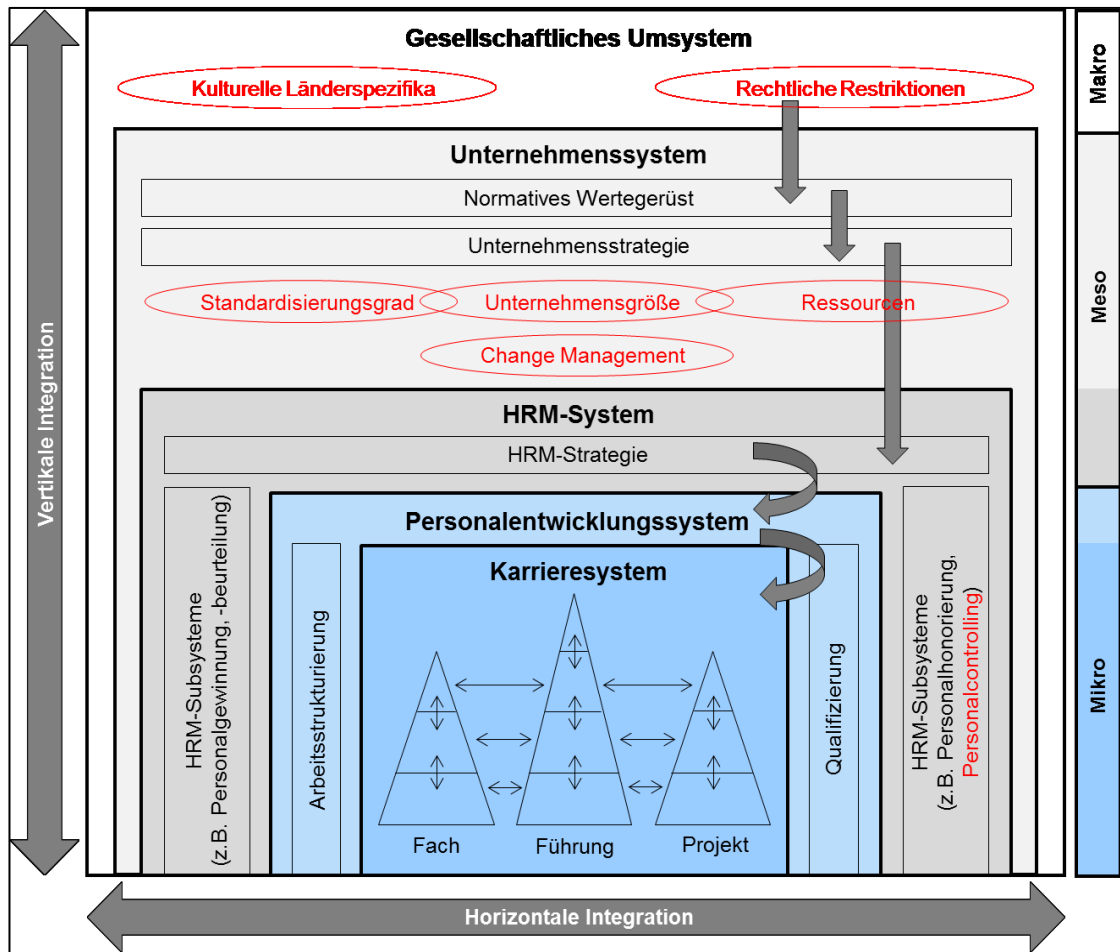 Gesellschaftliches Umsystem
Kulturelle Länderspezifika
Rechtliche Restriktionen
Makro
Unternehmenssystem
Normatives Wertegerüst
Unternehmensstrategie
Standardisierungsgrad
Unternehmensgröße
Ressourcen
Change Management
Meso
Vertikale Integration
HRM-System
HRM-Strategie
Personalentwicklungssystem
Karrieresystem
HRM-Subsysteme
(z.B. Personalgewinnung, -beurteilung)
Arbeitsstrukturierung
Qualifizierung
HRM-Subsysteme
(z.B. Personalhonorierung,
Personalcontrolling)
Mikro
Fach
Führung
Projekt
Horizontale Integration